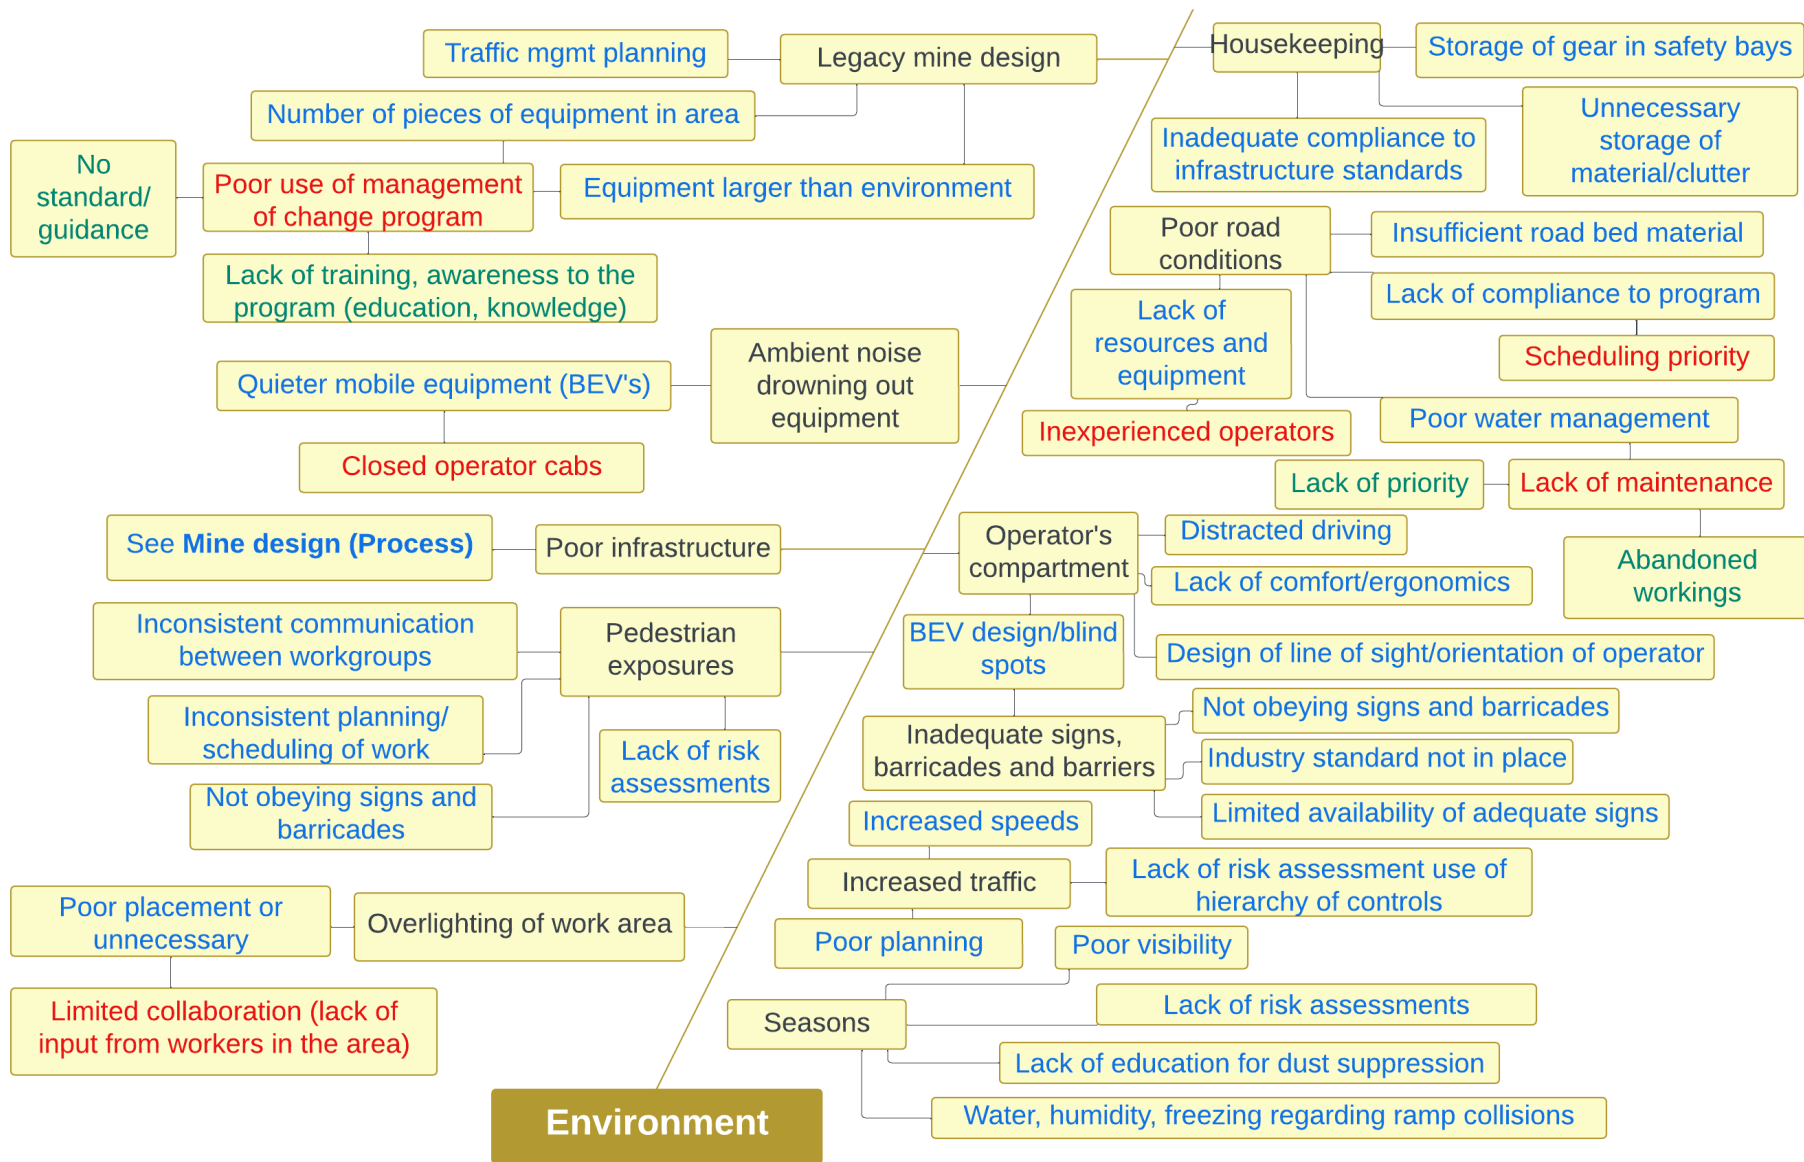 Traffic mgmt planning
Legacy mine design
Number of pieces of equipment in area
No
standard/
guidance
Poor use of management
of change program
Equipment larger than environment
Lack of training, awareness to the
program (education, knowledge)
Ambient noise
drowning out
equipment
Quieter mobile equipment (BEV's)
Closed operator cabs
See Mine design (Process)
Poor infrastructure
Inconsistent communication
between workgroups
Pedestrian
exposures
Inconsistent planning/
scheduling of work
Lack of risk
assessments
Not obeying signs and
barricades
Poor placement or
unnecessary
Overlighting of work area
Limited collaboration (lack of
input from workers in the area)
Housekeeping
Storage of gear in safety bays
Unnecessary
storage of
material/clutter
Inadequate compliance to
infrastructure standards
Poor road
conditions
Insufficient road bed material
Lack of compliance to program
Scheduling priority
Lack of
resources and
equipment
Inexperienced operators
Poor water management
Lack of priority
Lack of maintenance
Abandoned
workings
Operator's
compartment
Distracted driving
Lack of comfort/ergonomics
BEV design/blind
spots
Design of line of sight/orientation of operator
Inadequate signs,
barricades and barriers
Not obeying signs and barricades
Industry standard not in place
Limited availability of adequate signs
Increased speeds
Increased traffic
Lack of risk assessment use of
hierarchy of controls
Poor planning
Poor visibility
Seasons
Lack of risk assessments
Lack of education for dust suppression
Water, humidity, freezing regarding ramp collisions
Environment